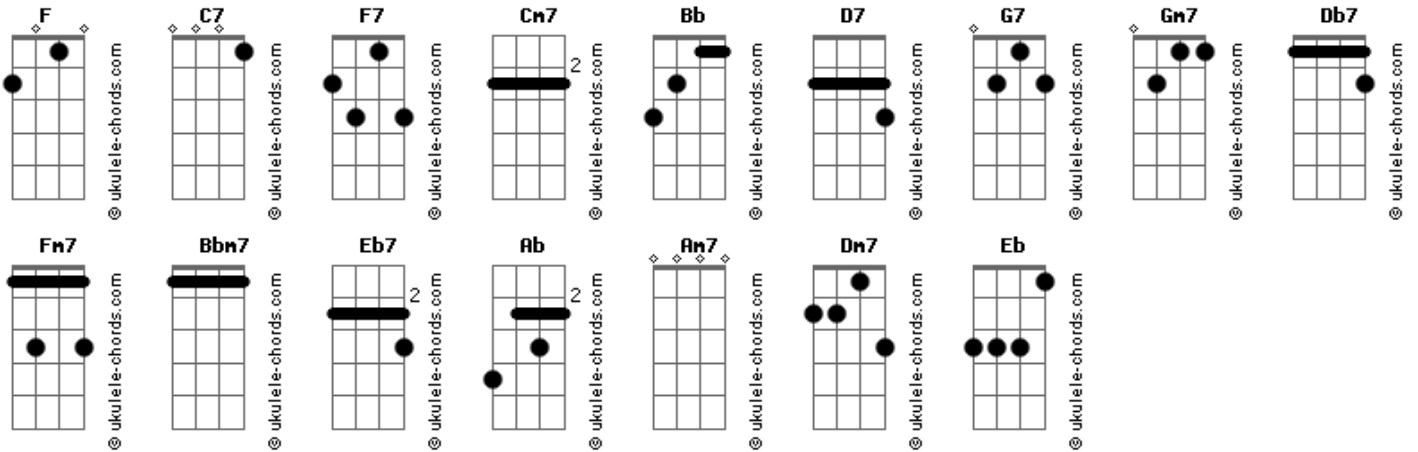 F C7 F7 Cm7 Bb D7 G7 Gm7 Db7
2
© ukulele-chords.com © ukulele-chords.com © ukulele-chords.com © ukulele-chords.com © ukulele-chords.com © ukulele-chords.com © ukulele-chords.com © ukulele-chords.com © ukulele-chords.com
Fm7 Bbm7 Eb7 Ab Am7 Dm7 Eb
2 2
© ukulele-chords.com © ukulele-chords.com © ukulele-chords.com © ukulele-chords.com © ukulele-chords.com © ukulele-chords.com © ukulele-chords.com